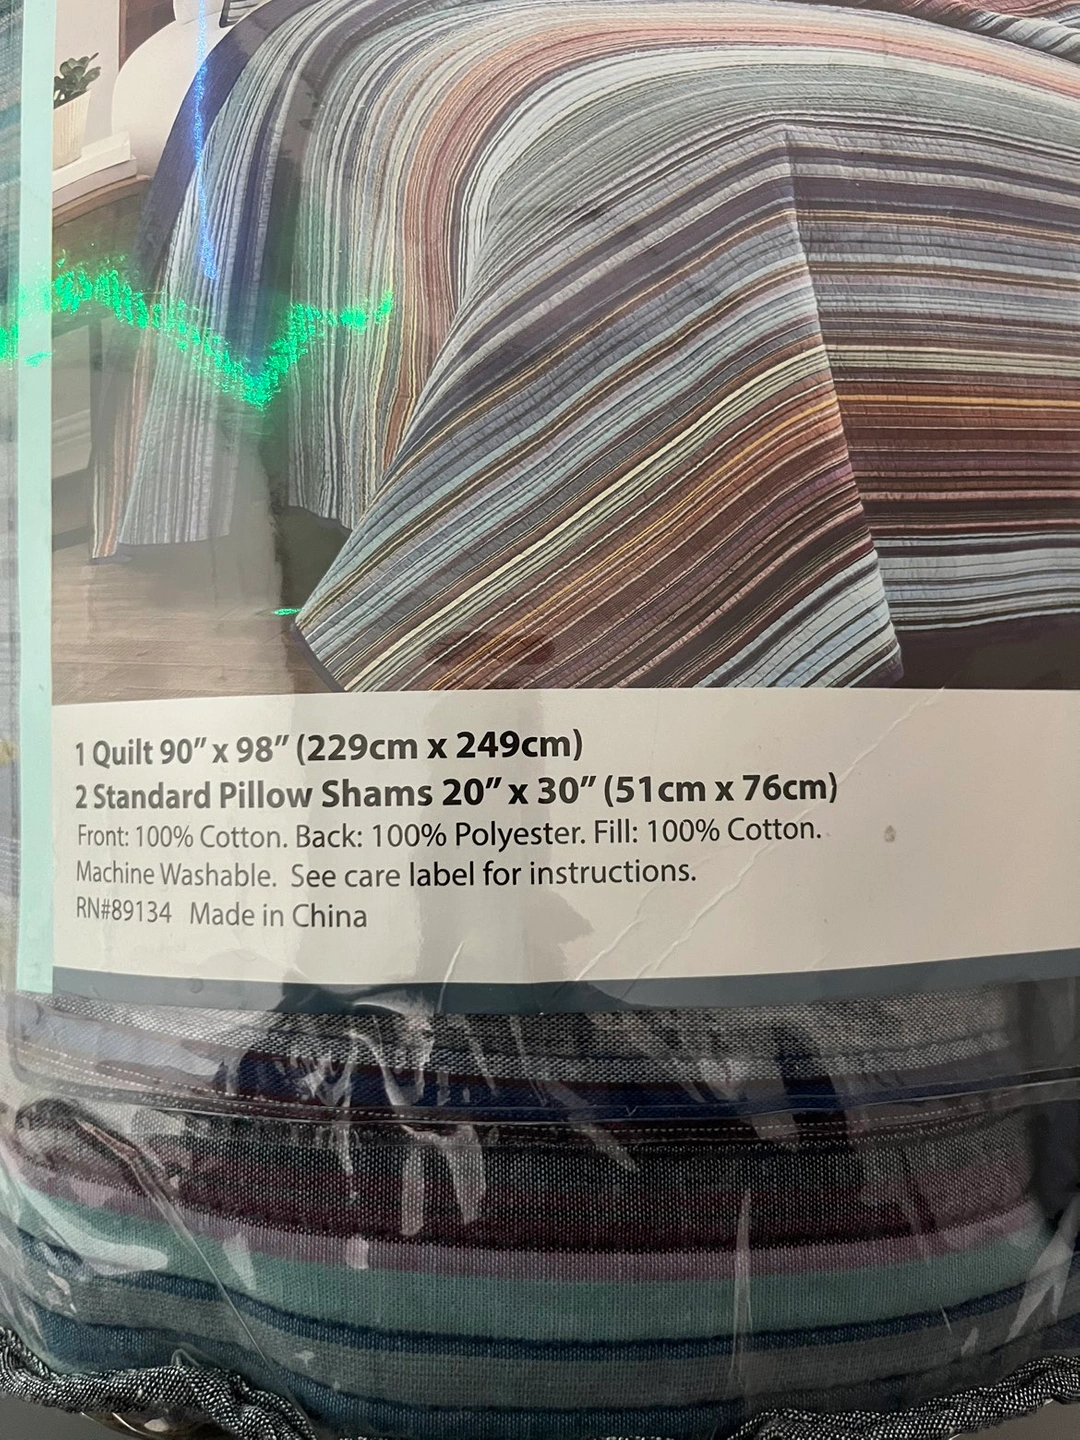 1 Quilt 90” x 98” (229cm x 249cm)
2 Standard Pillow Shams 20” x 30” (51cm x 76cm)
Front: 100% Cotton. Back: 100% Polyester. Fill: 100% Cotton.
Machine Washable. See care label for instructions.
RN#89134 Made in China